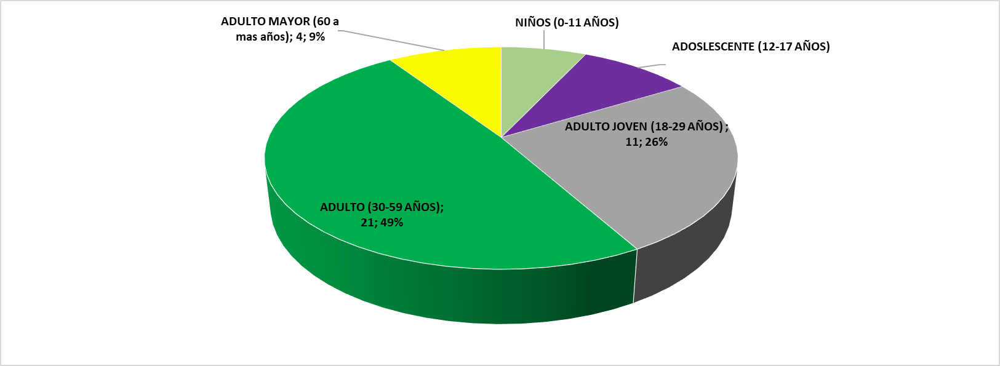 ADULTO MAYOR (60 a
mas años); 4; 9%
NIÑOS (0-11 AÑOS)
ADOSLESCENTE (12-17 AÑOS)
ADULTO JOVEN (18-29 AÑOS) ;
11; 26%
ADULTO (30-59 AÑOS);
21; 49%